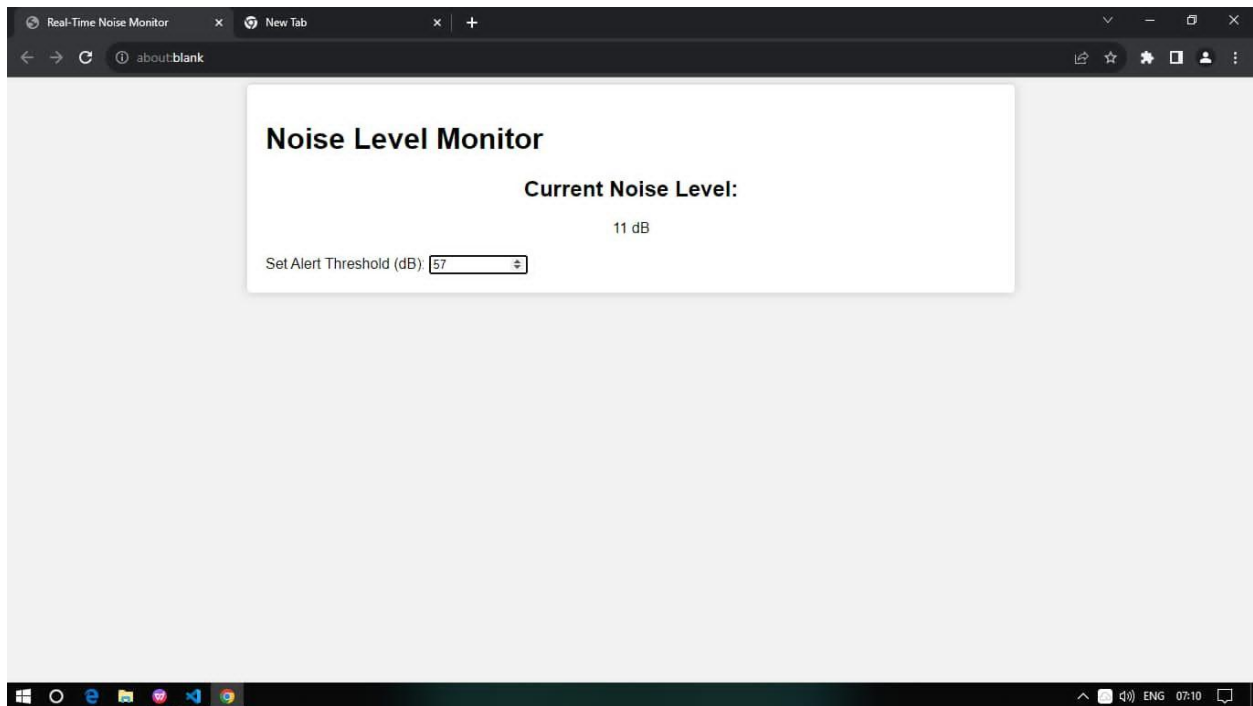 Real-Time Noise Monitor
New Tab
about:blank
Noise Level Monitor
Current Noise Level:
11 dB
Set Alert Threshold (dB): 57
ENG 07:10